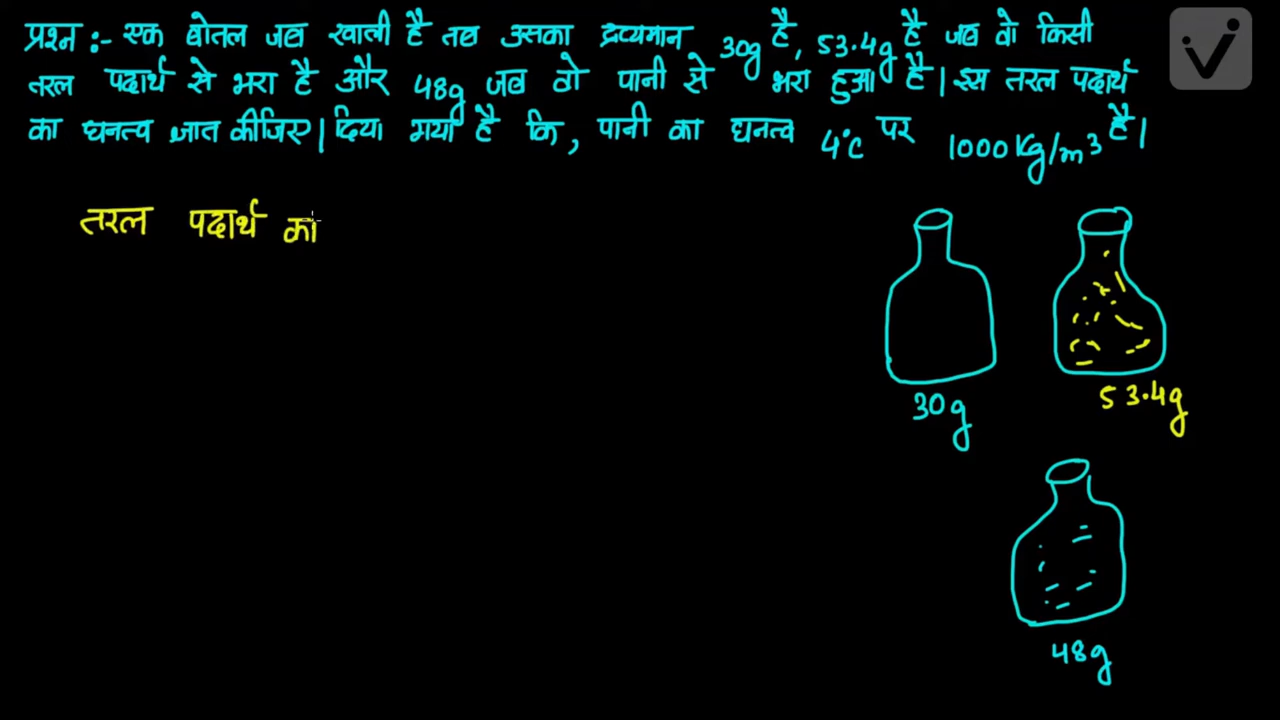 प्रश्न :- एक बोतल जब खाली है तब उसका द्रव्यमान 30g है, 53.4g है जब वो किसी
तरल पदार्थ से भरा है और 48g जब वो पानी से भरा हुआ है। इस तरल पदार्थ
का घनत्व ज्ञात कीजिए। दिया गया है कि, पानी का घनत्व 4°C पर 1000 Kg/m³ है।
तरल पदार्थ का
30g
53.4g
48g